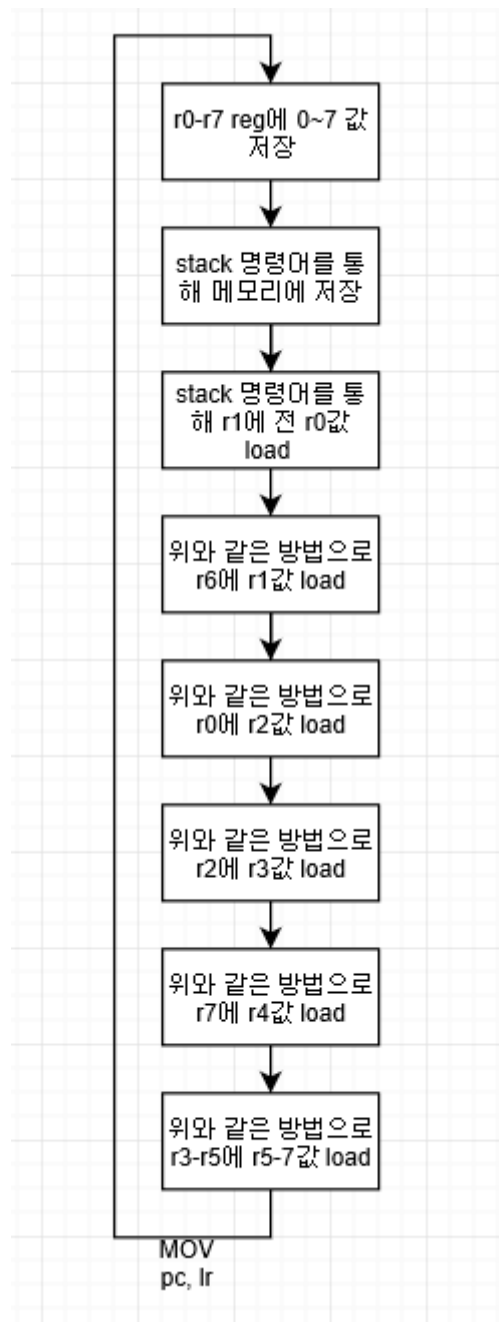 r0-r7 reg에 0~7 값
저장
stack 명령어를 통
해 메모리에 저장
stack 명령어를 통
해 r1에 전 r0값
load
위와 같은 방법으로
r6에 r1값 load
위와 같은 방법으로
r0에 r2값 load
위와 같은 방법으로
r2에 r3값 load
위와 같은 방법으로
r7에 r4값 load
위와 같은 방법으로
r3-r5에 r5-7값 load
MOV
pc, lr